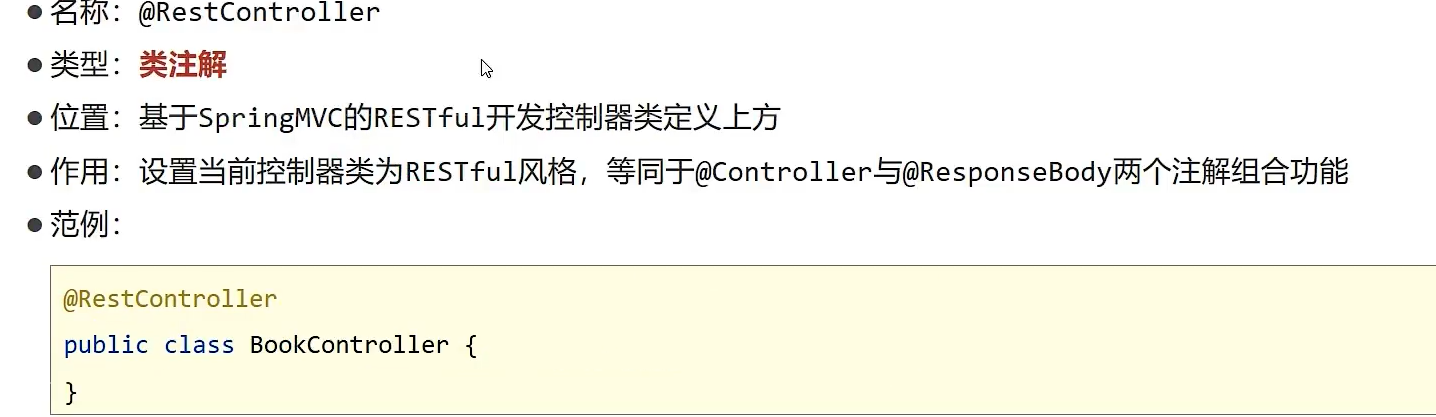 ● 名称：@RestController
● 类型：类注解
● 位置：基于SpringMVC的RESTful开发控制器类定义上方
● 作用：设置当前控制器类为RESTful风格，等同于@Controller与@ResponseBody两个注解组合功能
● 范例：
@RestController
public class BookController {
}